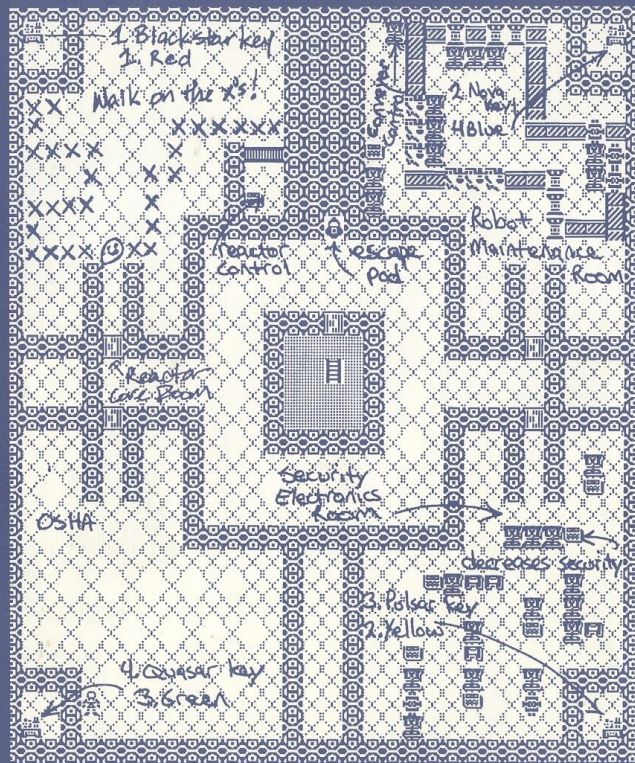 1. Blackstar key
1. Red
Walk on the x's!
Conveyor
control
2. Nova
key
4. Blue
reactor
control
escape
pod
Robot
Maintenance
Room
Reactor
Core Room
Security
Electronics
Room
OSHA
decreases security
3. Pulsar key
2. Yellow
4. Quasar key
3. Green